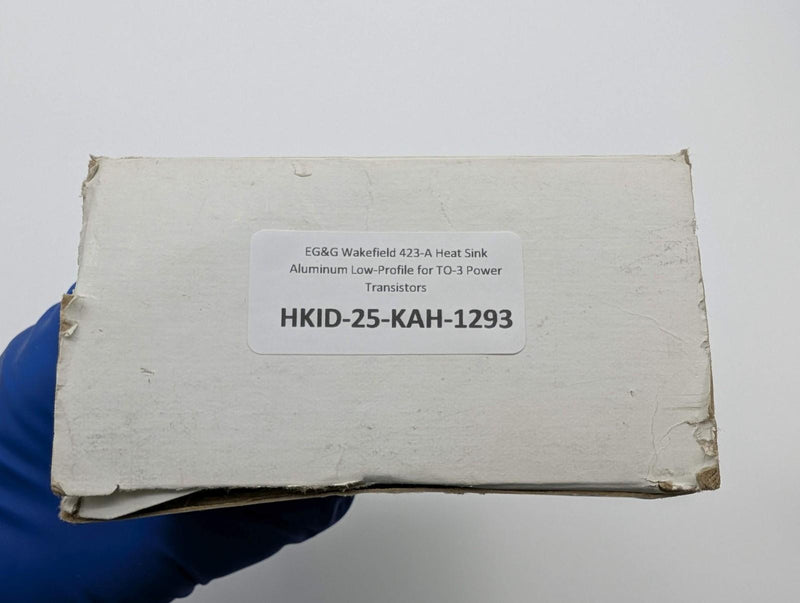 EG&G Wakefield 423-A Heat Sink
Aluminum Low-Profile for TO-3 Power
Transistors
HKID-25-KAH-1293